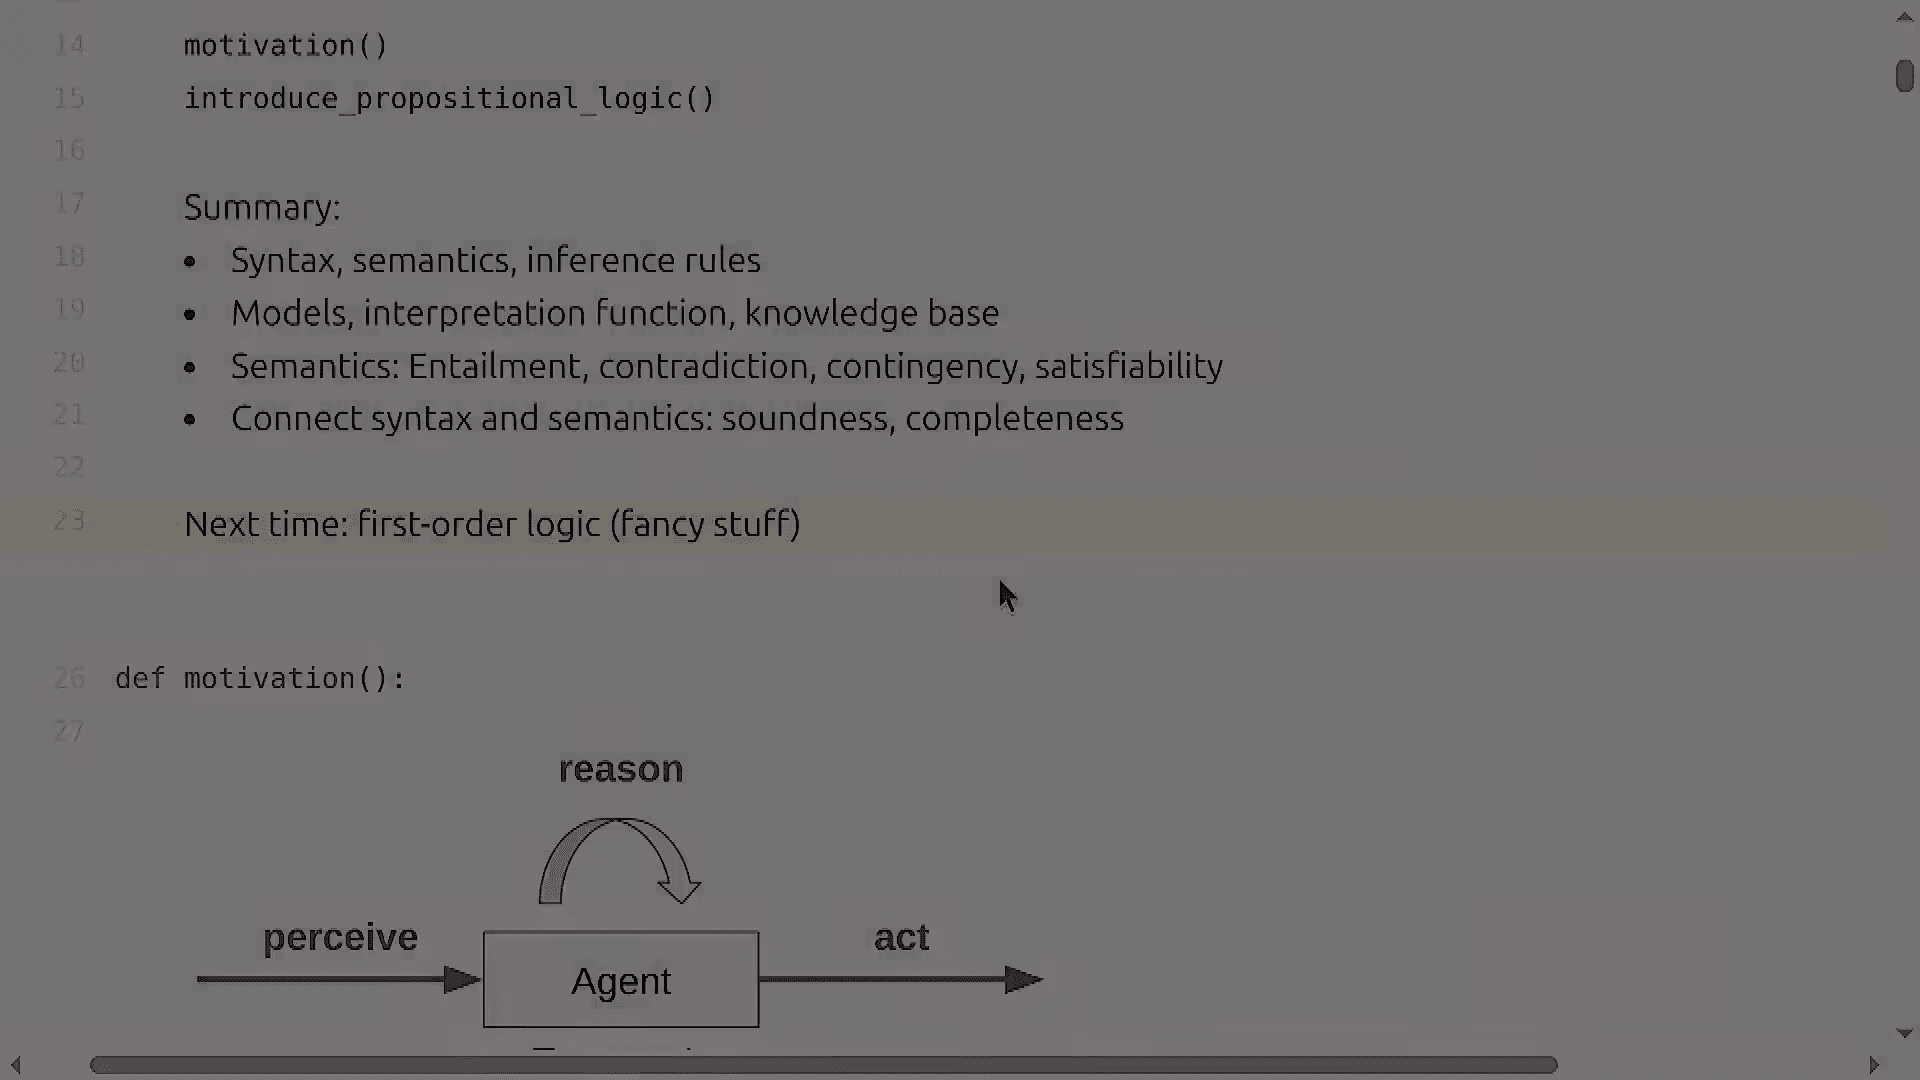 14 motivation()
15 introduce_propositional_logic()
16
17 Summary:
18 • Syntax, semantics, inference rules
19 • Models, interpretation function, knowledge base
20 • Semantics: Entailment, contradiction, contingency, satisfiability
21 • Connect syntax and semantics: soundness, completeness
22
23 Next time: first-order logic (fancy stuff)
26 def motivation():
27
reason
perceive
act
Agent